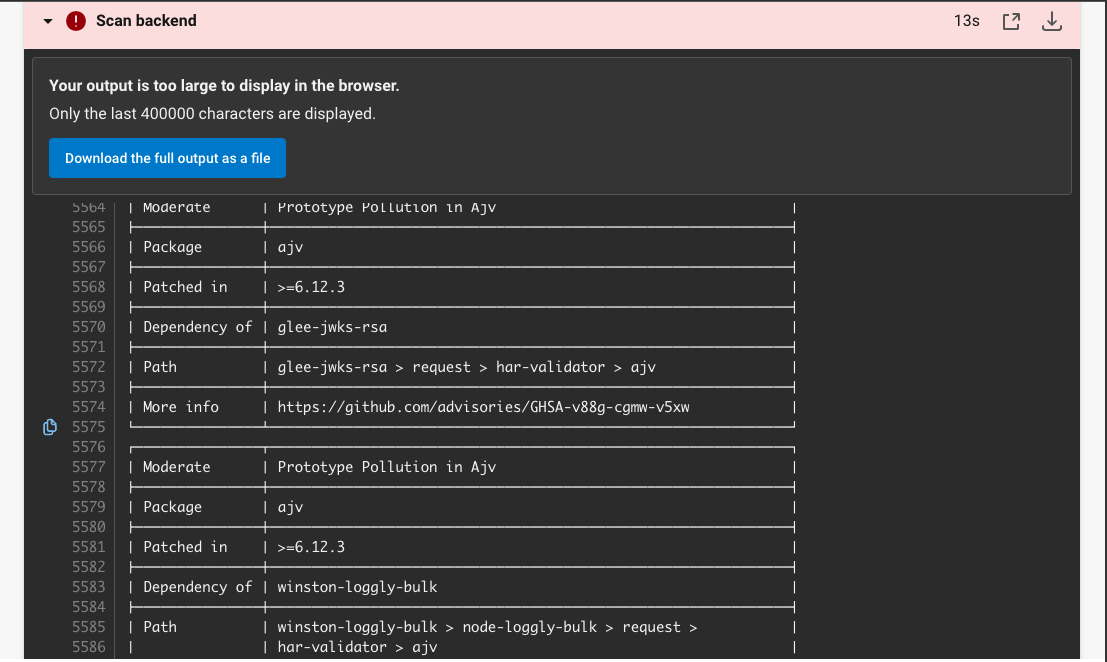 Scan backend 13s
Your output is too large to display in the browser.
Only the last 400000 characters are displayed.
Download the full output as a file
5564 | Moderate | Prototype Pollution in Ajv |
5565
5566 | Package | ajv |
5567
5568 | Patched in | >=6.12.3 |
5569
5570 | Dependency of | glee-jwks-rsa |
5571
5572 | Path | glee-jwks-rsa > request > har-validator > ajv |
5573
5574 | More info | https://github.com/advisories/GHSA-v88g-cgmw-v5xw |
5575
5576
5577 | Moderate | Prototype Pollution in Ajv |
5578
5579 | Package | ajv |
5580
5581 | Patched in | >=6.12.3 |
5582
5583 | Dependency of | winston-loggly-bulk |
5584
5585 | Path | winston-loggly-bulk > node-loggly-bulk > request > |
5586 | | har-validator > ajv |